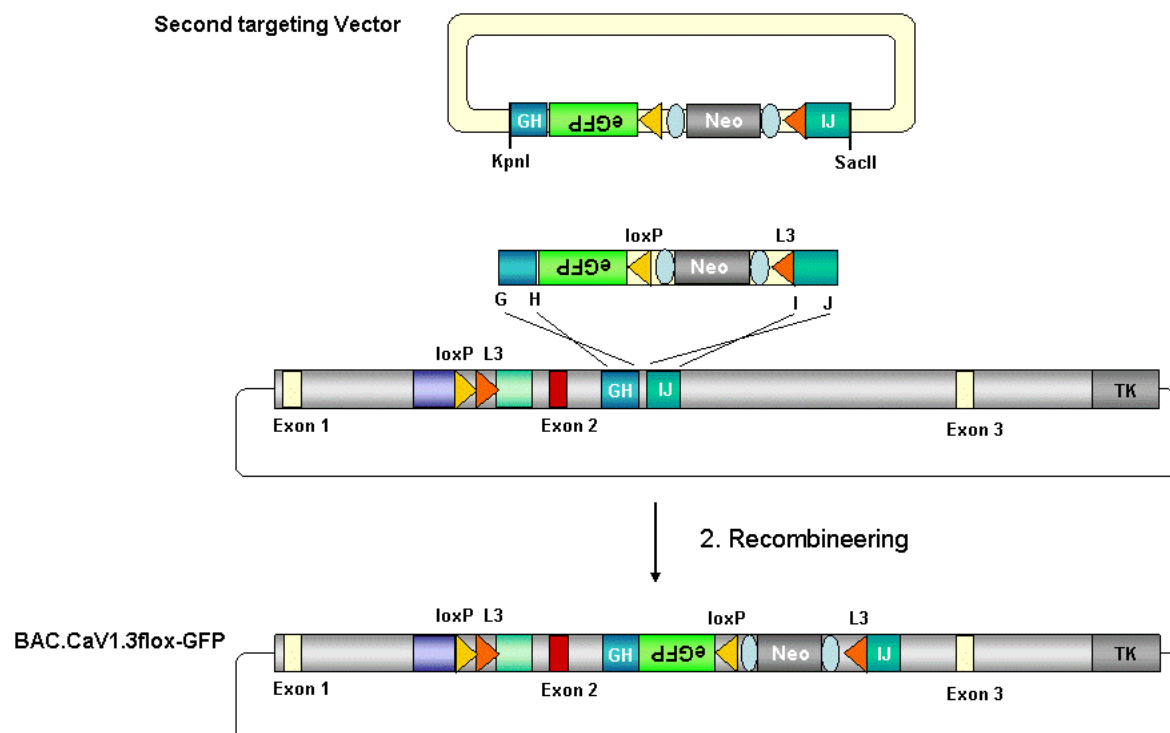 Second targeting Vector
GH eGFP Neo IJ
KpnI SacII
loxP L3
eGFP Neo
G H I J
loxP L3
GH IJ TK
Exon 1 Exon 2 Exon 3
2. Recombineering
loxP L3 loxP L3
BAC.CaV1.3flox-GFP
GH eGFP Neo IJ TK
Exon 1 Exon 2 Exon 3